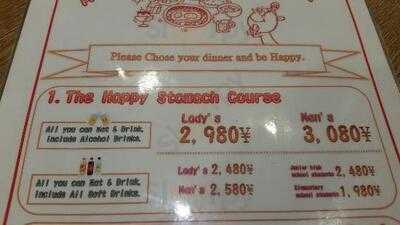 Please Chose your dinner and be Happy.
1. The Happy Stomach Course
All you can Eat & Drink,
include Alcohol Drinks.
Lady's
2,980¥
Men's
3,080¥
All you can Eat & Drink,
include All Soft Drinks.
Lady's 2,480¥
Men's 2,580¥
Junior high
school students 2,480¥
Elementary
school students 1,980¥